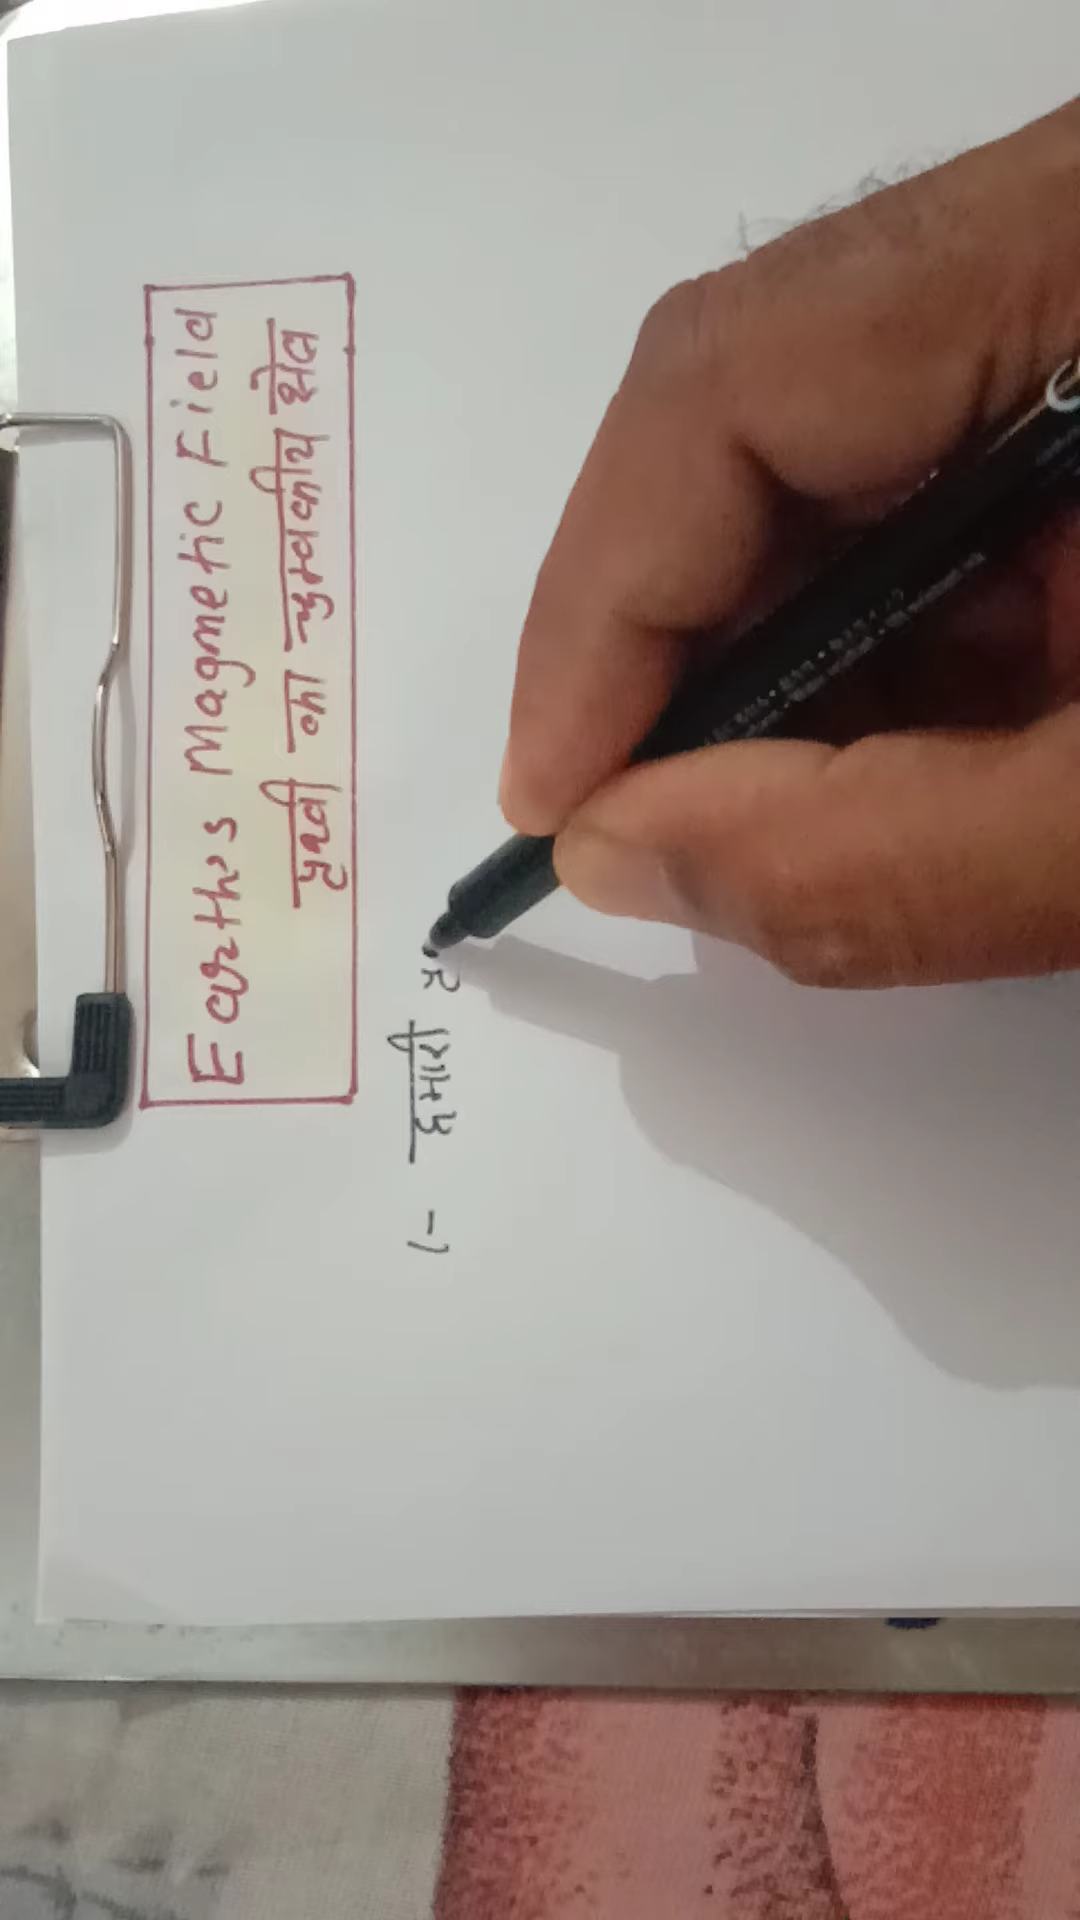 Earth's Magnetic Field
पृथ्वी का चुम्बकीय क्षेत्र
1- हमारी